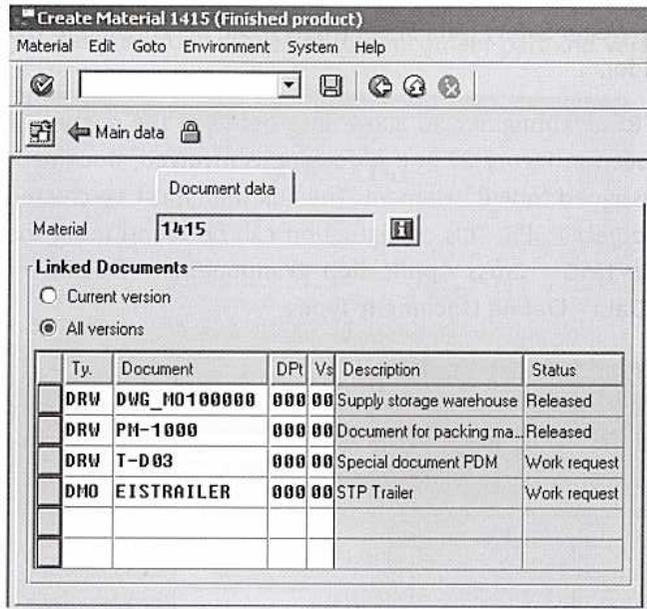 Create Material 1415 (Finished product)
Material Edit Goto Environment System Help
Main data
Document data
Material 1415
Linked Documents
Current version
All versions
Ty. Document DPt Vs Description Status
DRW DWG_MO100000 000 00 Supply storage warehouse Released
DRW PM-1000 000 00 Document for packing ma... Released
DRW T-D03 000 00 Special document PDM Work request
DMO EISTRAILER 000 00 STP Trailer Work request